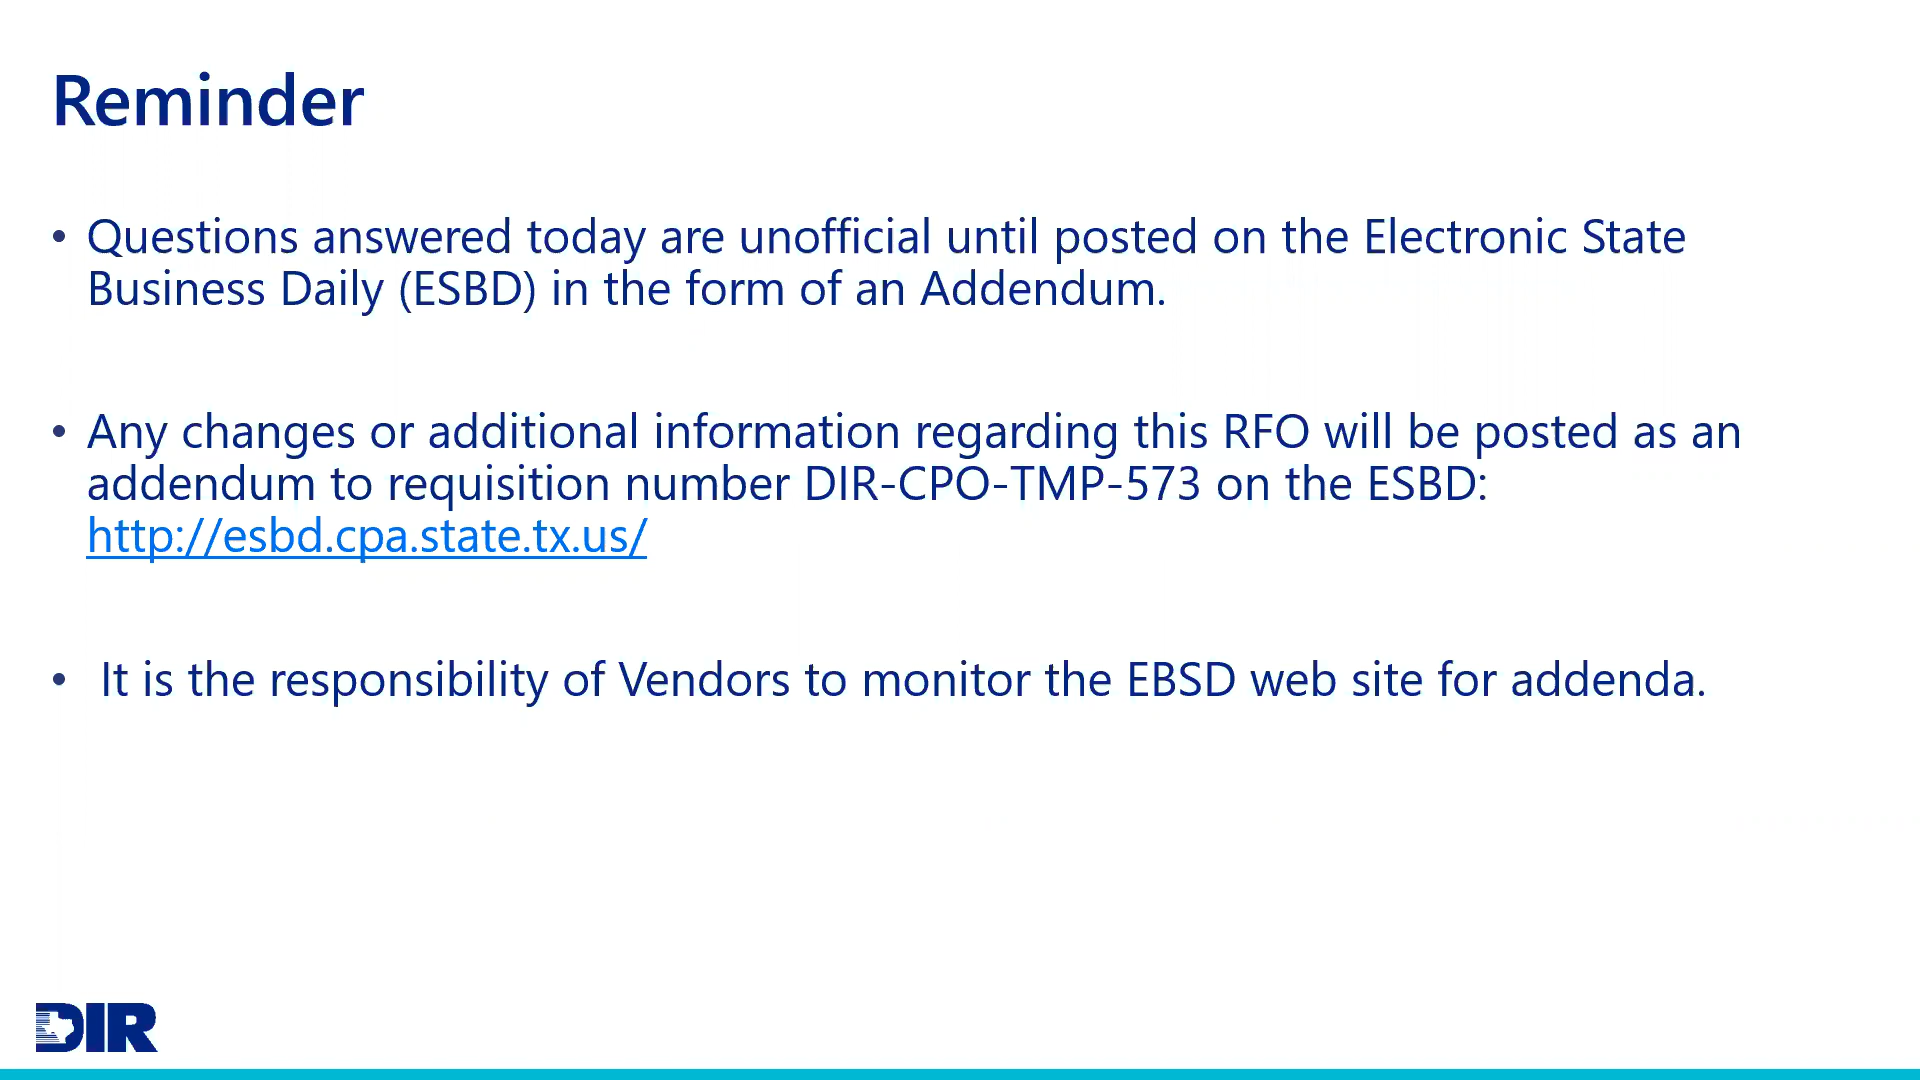 Reminder
• Questions answered today are unofficial until posted on the Electronic State
Business Daily (ESBD) in the form of an Addendum.
• Any changes or additional information regarding this RFO will be posted as an
addendum to requisition number DIR-CPO-TMP-573 on the ESBD:
http://esbd.cpa.state.tx.us/
• It is the responsibility of Vendors to monitor the EBSD web site for addenda.
DIR